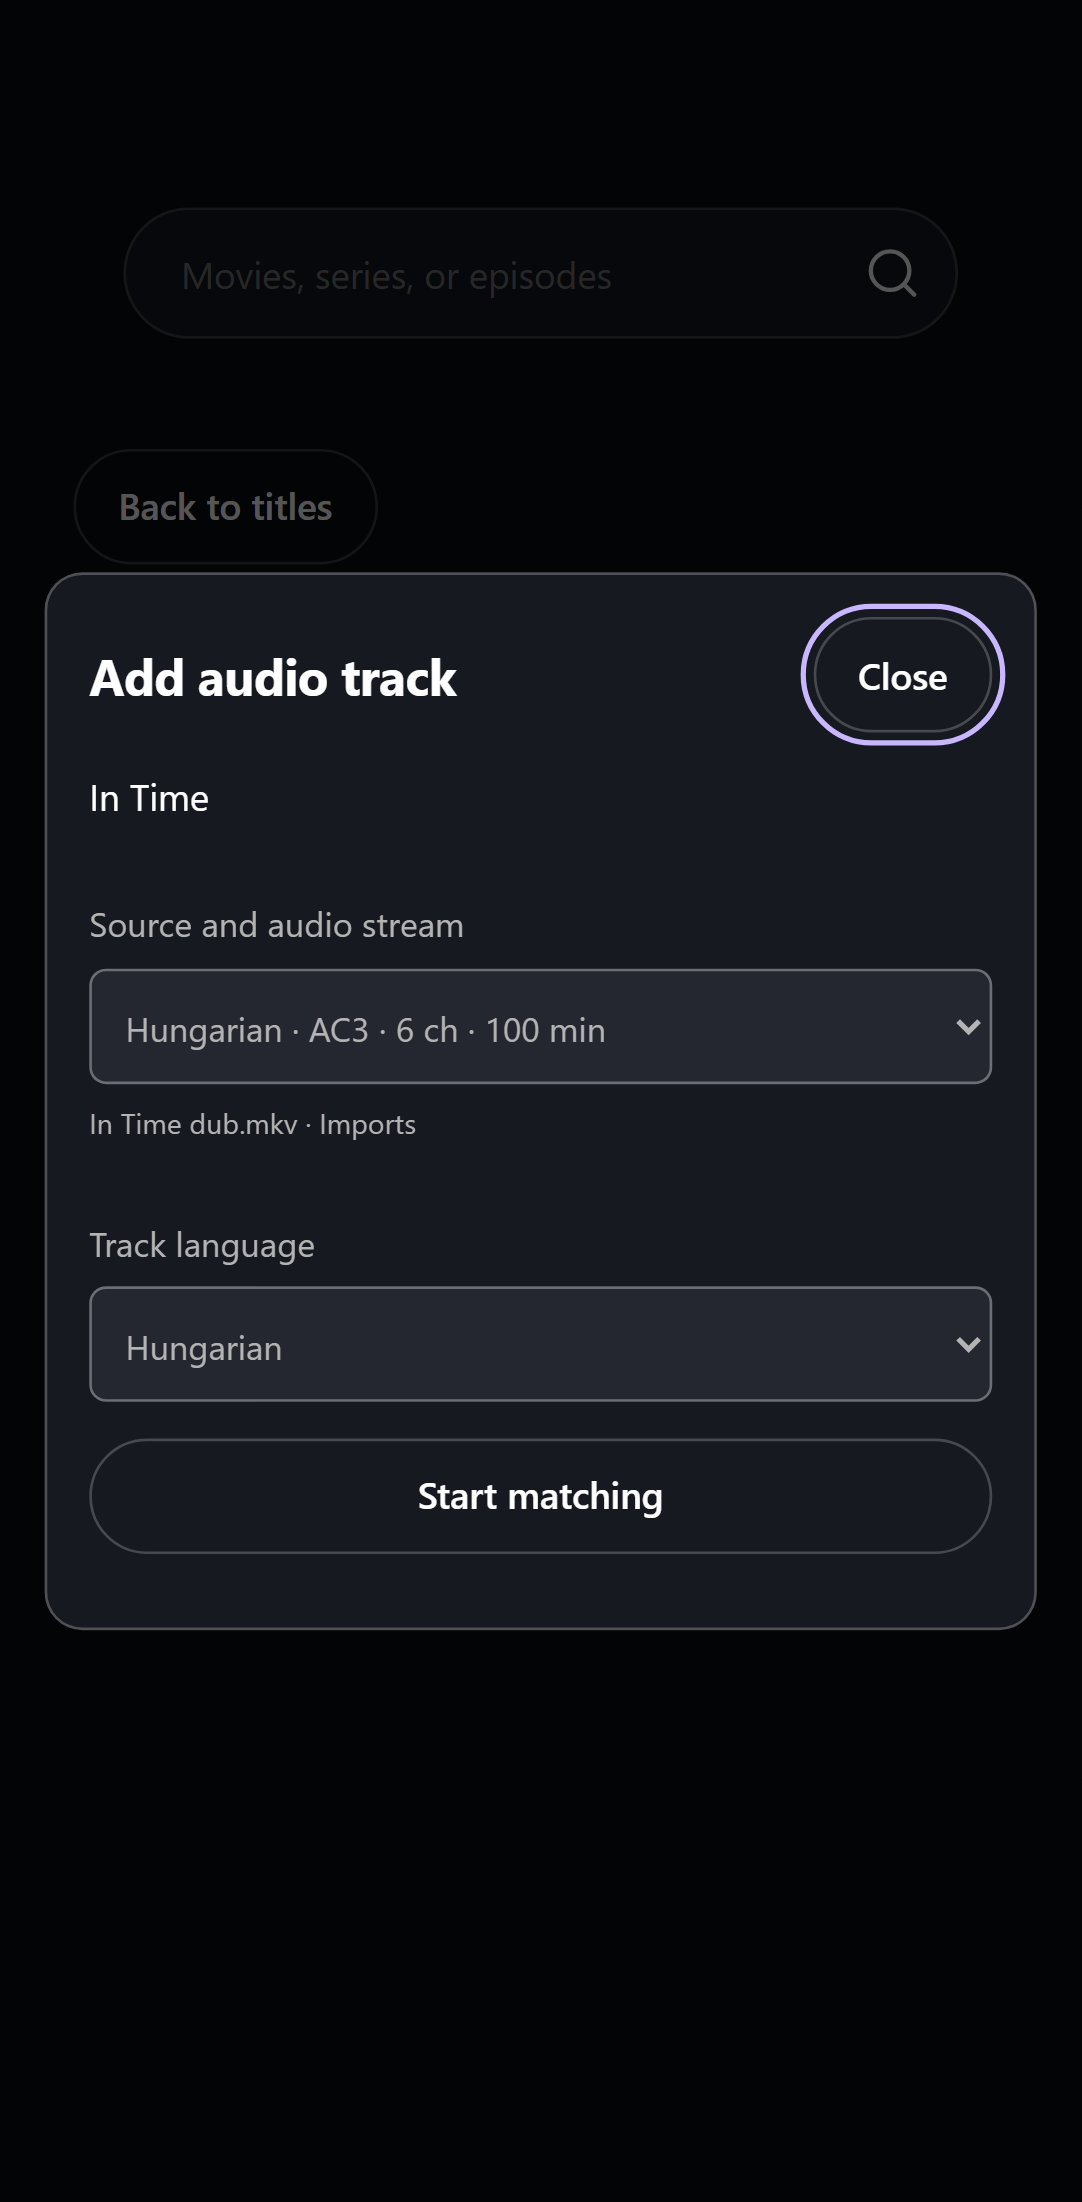 Movies, series, or episodes
Back to titles
Add audio track
Close
In Time
Source and audio stream
Hungarian · AC3 · 6 ch · 100 min
In Time dub.mkv · Imports
Track language
Hungarian
Start matching